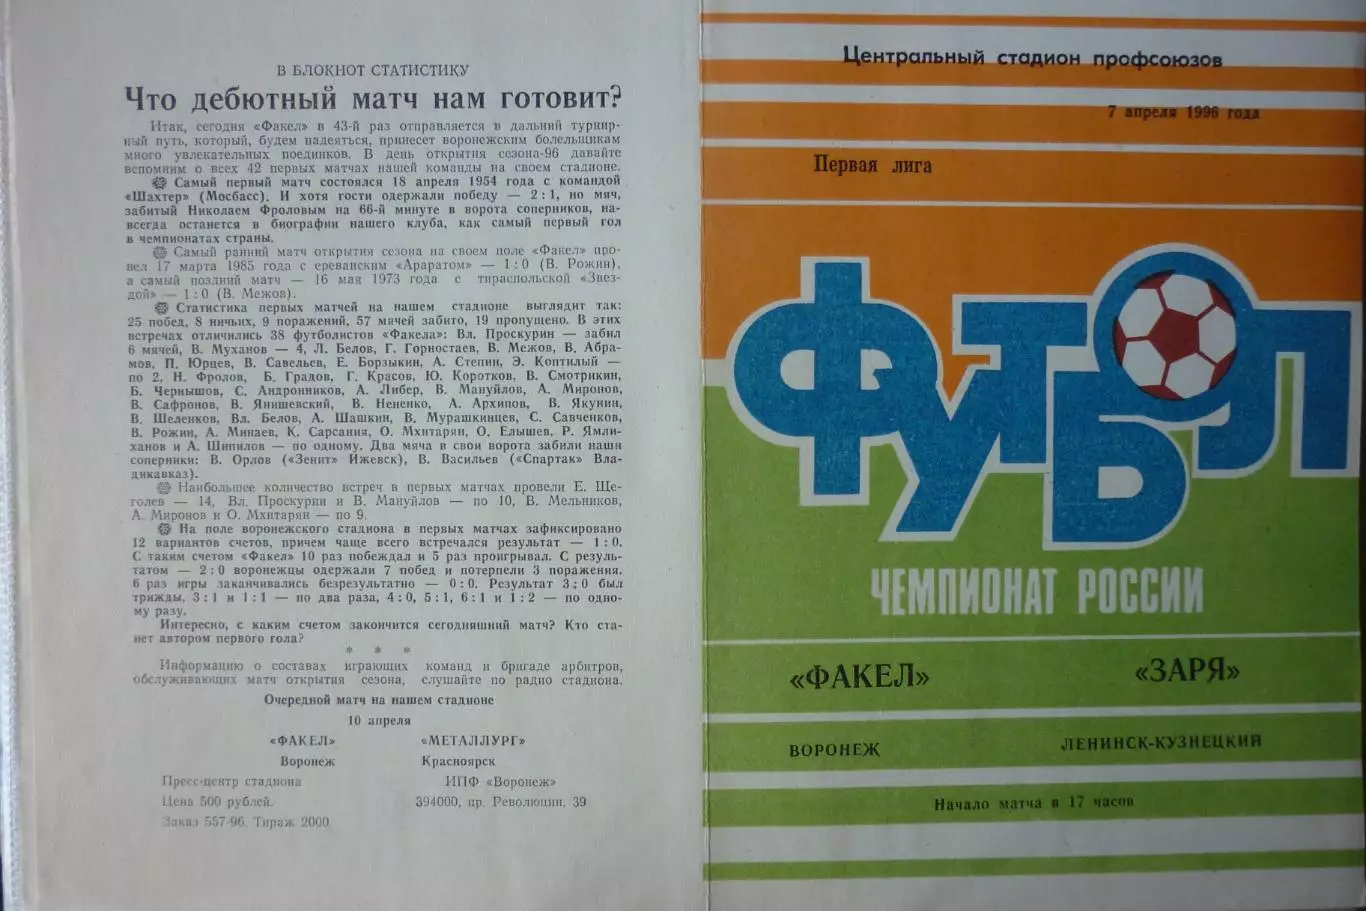 В БЛОКНОТ СТАТИСТИКУ
Что дебютный матч нам готовит?
Итак, сегодня «Факел» в 43-й раз отправляется в дальний турнир-
ный путь, который, будем надеяться, принесет воронежским болельщикам
много увлекательных поединков. В день открытия сезона-96 давайте
вспомним о всех 42 первых матчах нашей команды на своем стадионе.
Самый первый матч состоялся 18 апреля 1954 года с командой
«Шахтер» (Мосбасс). И хотя гости одержали победу — 2:1, но мяч,
забитый Николаем Фроловым на 66-й минуте в ворота соперников, на-
всегда останется в биографии нашего клуба, как самый первый гол
в чемпионатах страны.
Самый ранний матч открытия сезона на своем поле «Факел» про-
вел 17 марта 1985 года с ереванским «Араратом» — 1:0 (В. Рожин),
а самый поздний матч — 16 мая 1973 года с тираспольской «Звез-
дой» — 1:0 (В. Межов).
Статистика первых матчей на нашем стадионе выглядит так:
25 побед, 8 ничьих, 9 поражений, 57 мячей забито, 19 пропущено. В этих
встречах отличились 38 футболистов «Факела»: Вл. Проскурин — забил
6 мячей, В. Муханов — 4, Л. Белов, Г. Горностаев, В. Межов, В. Абра-
мов, П. Юрцев, В. Савельев, Е. Борзыкин, А. Степин, Э. Коптилый —
по 2, Н. Фролов, Б. Градов, Г. Красов, Ю. Коротков, В. Смотрикин,
Б. Чернышов, С. Андронников, А. Либер, В. Мануйлов, А. Миронов,
В. Сафронов, В. Янишевский, В. Нененко, А. Архипов, В. Якунин,
В. Шеленков, Вл. Белов, А. Шашкин, В. Мурашкинцев, С. Савченков,
В. Рожин, А. Минаев, К. Сарсания, О. Мхитарян, О. Елышев, Р. Ямли-
ханов и А. Шипилов — по одному. Два мяча в свои ворота забили наши
соперники: В. Орлов («Зенит» Ижевск), В. Васильев («Спартак» Вла-
дикавказ).
Наибольшее количество встреч в первых матчах провели Е. Ще-
голев — 14, Вл. Проскурин и В. Мануйлов — по 10, В. Мельников,
А. Миронов и О. Мхитарян — по 9.
На поле воронежского стадиона в первых матчах зафиксировано
12 вариантов счетов, причем чаще всего встречался результат — 1:0.
С таким счетом «Факел» 10 раз побеждал и 5 раз проигрывал. С резуль-
татом — 2:0 воронежцы одержали 7 побед и потерпели 3 поражения.
6 раз игры заканчивались безрезультатно — 0:0. Результат 3:0 был
трижды, 3:1 и 1:1 — по два раза, 4:0, 5:1, 6:1 и 1:2 — по одно-
му разу.
Интересно, с каким счетом закончится сегодняшний матч? Кто ста-
нет автором первого гола?
* * *
Информацию о составах играющих команд и бригаде арбитров,
обслуживающих матч открытия сезона, слушайте по радио стадиона.
Очередной матч на нашем стадионе
10 апреля
«ФАКЕЛ» «МЕТАЛЛУРГ»
Воронеж Красноярск
Пресс-центр стадиона ИПФ «Воронеж»
Цена 500 рублей. 394000, пр. Революции, 39
Заказ 557-96. Тираж 2000.
Центральный стадион профсоюзов
7 апреля 1996 года
Первая лига
ФУТБОЛ
ЧЕМПИОНАТ РОССИИ
«ФАКЕЛ» «ЗАРЯ»
ВОРОНЕЖ ЛЕНИНСК-КУЗНЕЦКИЙ
Начало матча в 17 часов